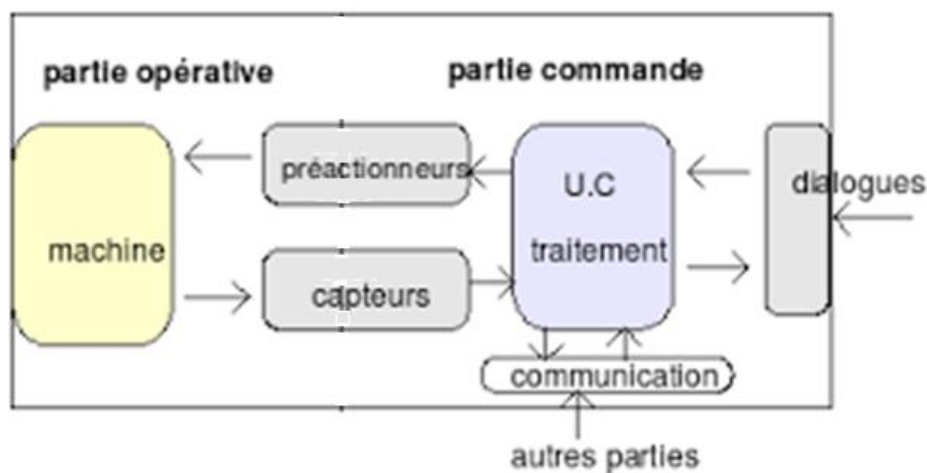 partie opérative
partie commande
préactionneurs
U.C
dialogues
machine
traitement
capteurs
communication
autres parties